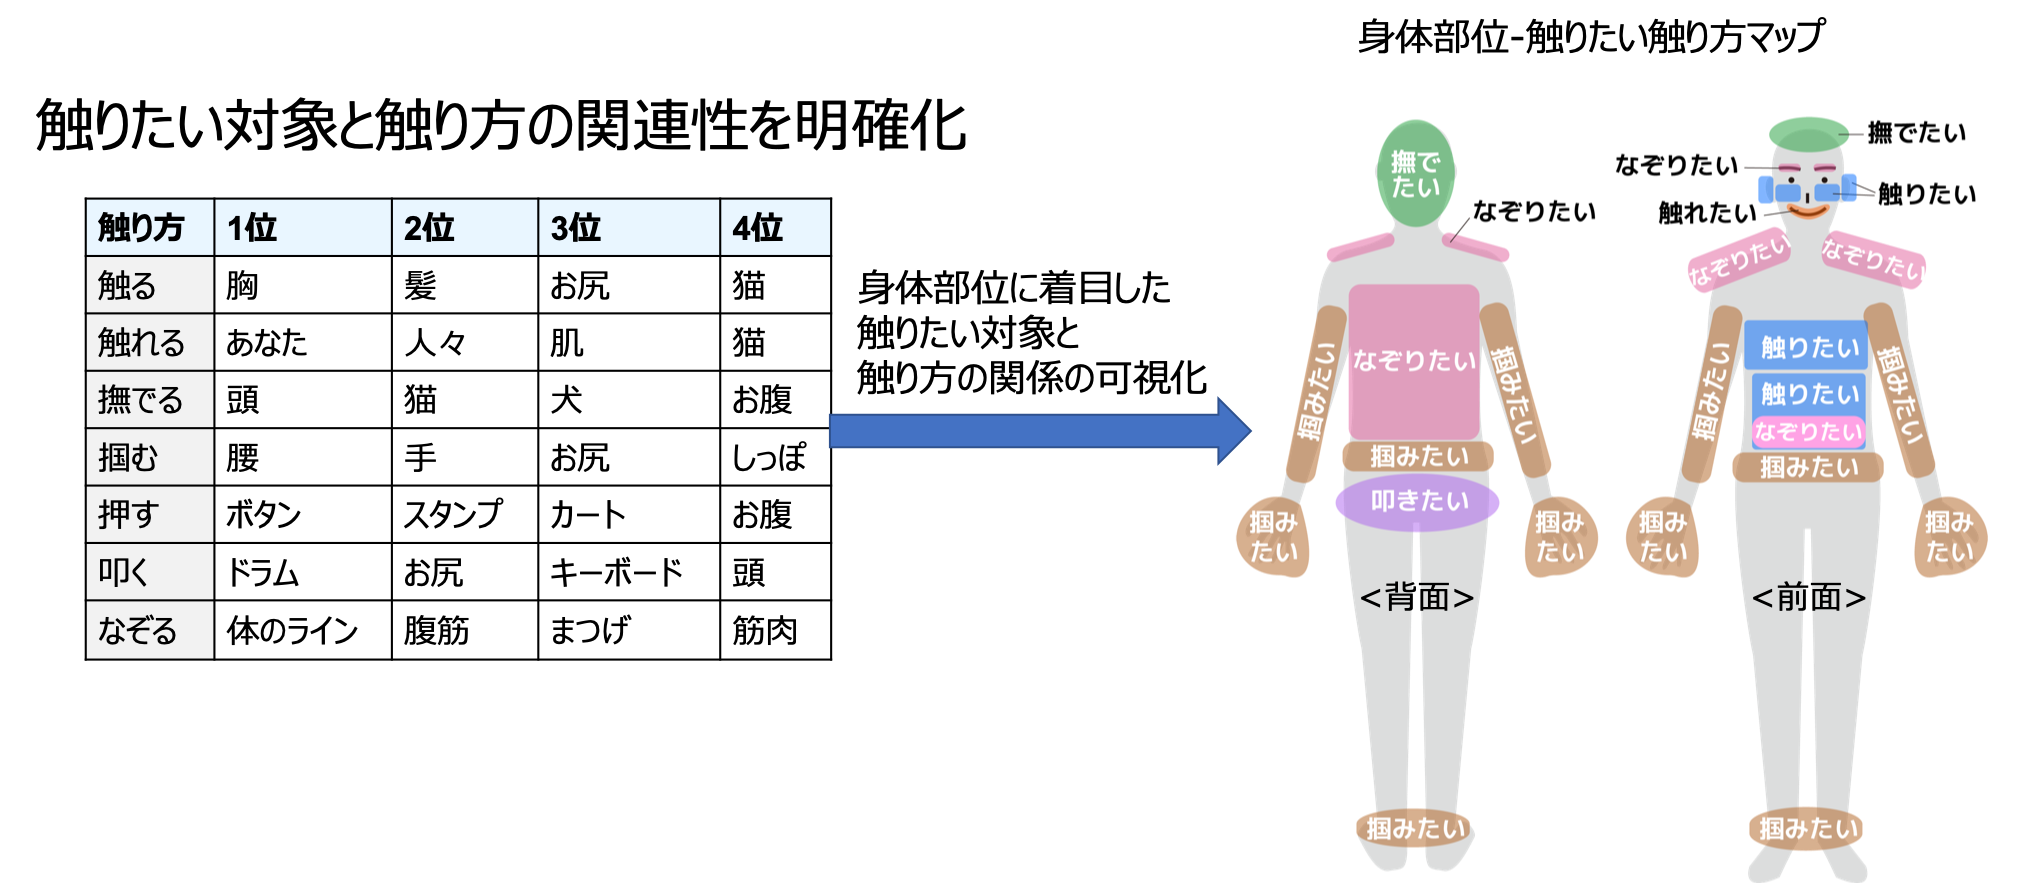 身体部位-触りたい触り方マップ
触りたい対象と触り方の関連性を明確化
触り方 1位 2位 3位 4位
触る 胸 髪 お尻 猫
触れる あなた 人々 肌 猫
撫でる 頭 猫 犬 お腹
掴む 腰 手 お尻 しっぽ
押す ボタン スタンプ カート お腹
叩く ドラム お尻 キーボード 頭
なぞる 体のライン 腹筋 まつげ 筋肉
身体部位に着目した
触りたい対象と
触り方の関係の可視化
撫で
たい
なぞりたい
なぞりたい
掴みたい
掴みたい
掴みたい
叩きたい
掴み
たい
掴み
たい
<背面>
掴みたい
撫でたい
なぞりたい
触りたい
触れたい
なぞりたい
なぞりたい
触りたい
掴みたい
掴みたい
触りたい
なぞりたい
掴みたい
掴み
たい
掴み
たい
<前面>
掴みたい